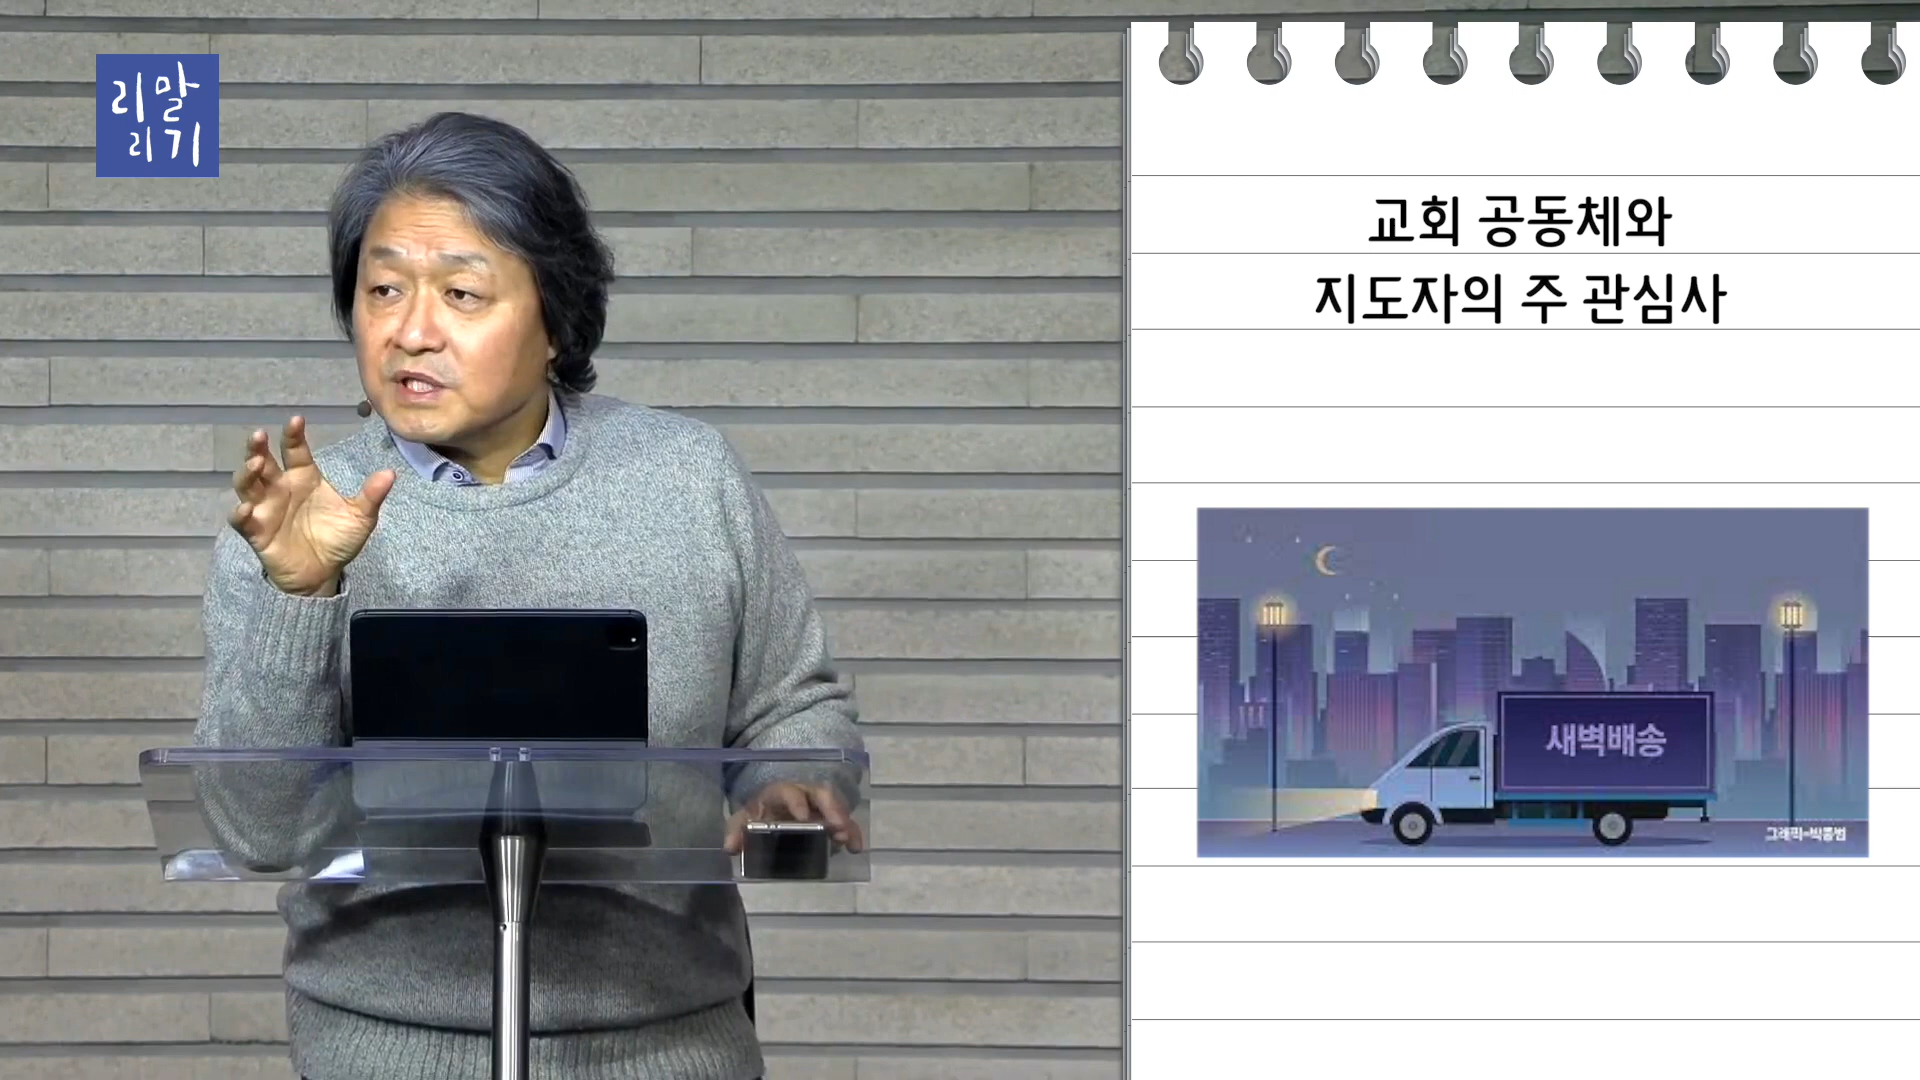 리말
리기
교회 공동체와
지도자의 주 관심사
새벽배송
그래픽=박종범